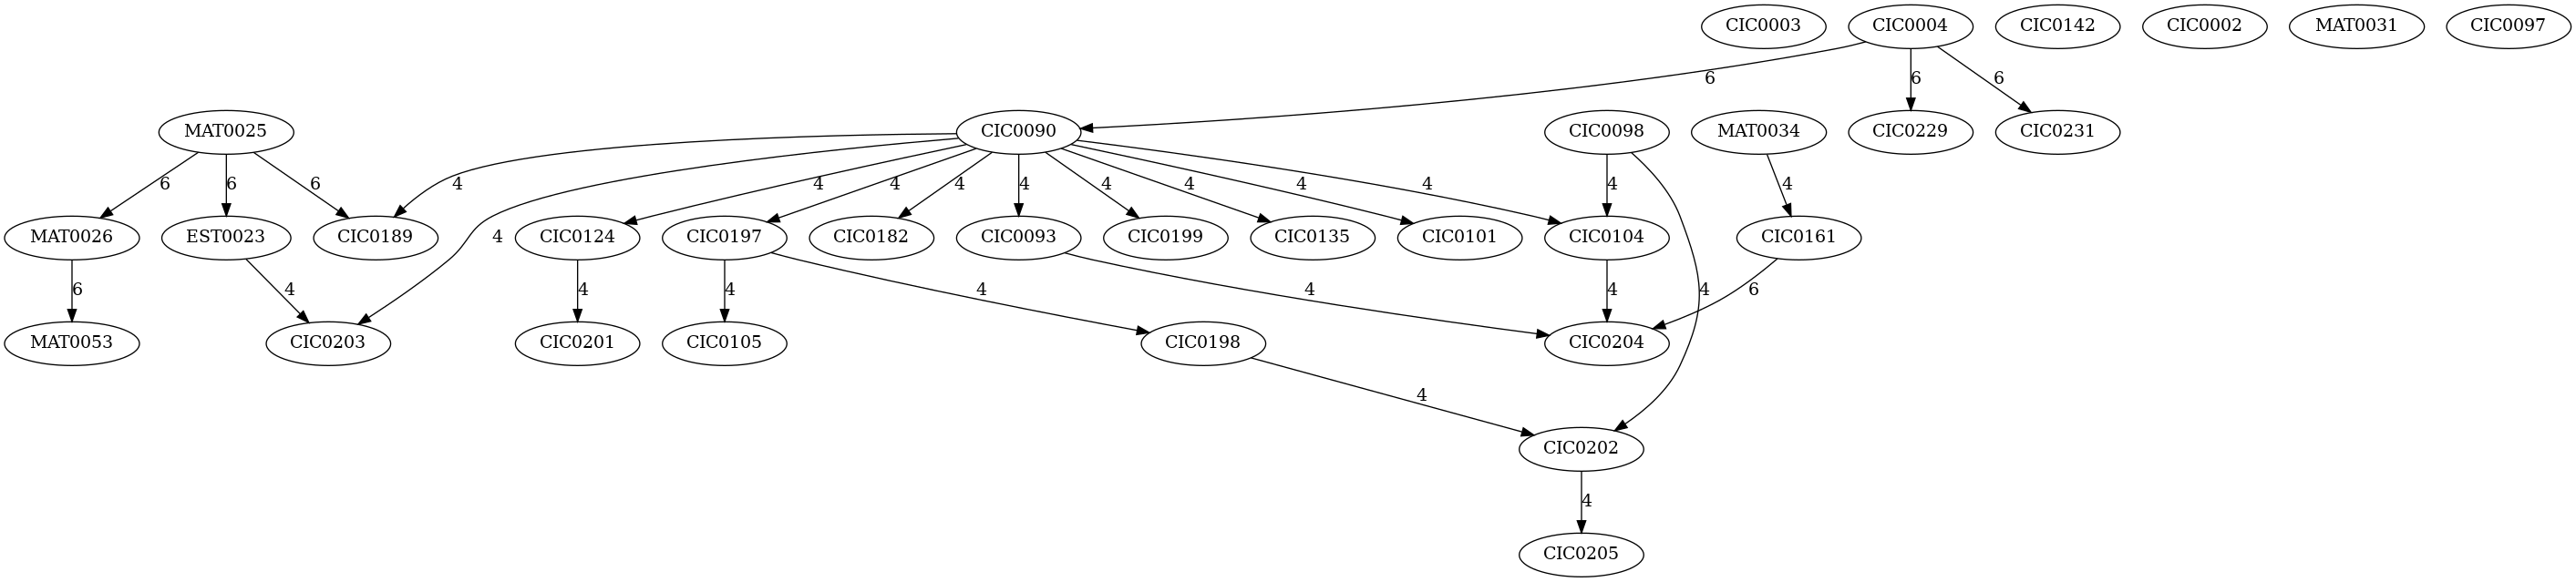 CIC0003
CIC0004
CIC0142
CIC0002
MAT0031
CIC0097
6
6
6
MAT0025
CIC0090
CIC0098
MAT0034
CIC0229
CIC0231
6
6
6
4
4
4
4
4
4
4
4
4
4
4
4
MAT0026
EST0023
CIC0189
CIC0124
CIC0197
CIC0182
CIC0093
CIC0199
CIC0135
CIC0101
CIC0104
CIC0161
6
4
4
4
4
4
4
4
6
MAT0053
CIC0203
CIC0201
CIC0105
CIC0198
CIC0204
4
CIC0202
4
CIC0205